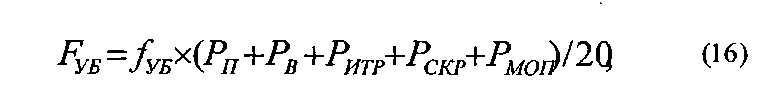 F_УБ = f_УБ × (P_П + P_В + P_ИТР + P_СКР + P_МОП)/20, (16)